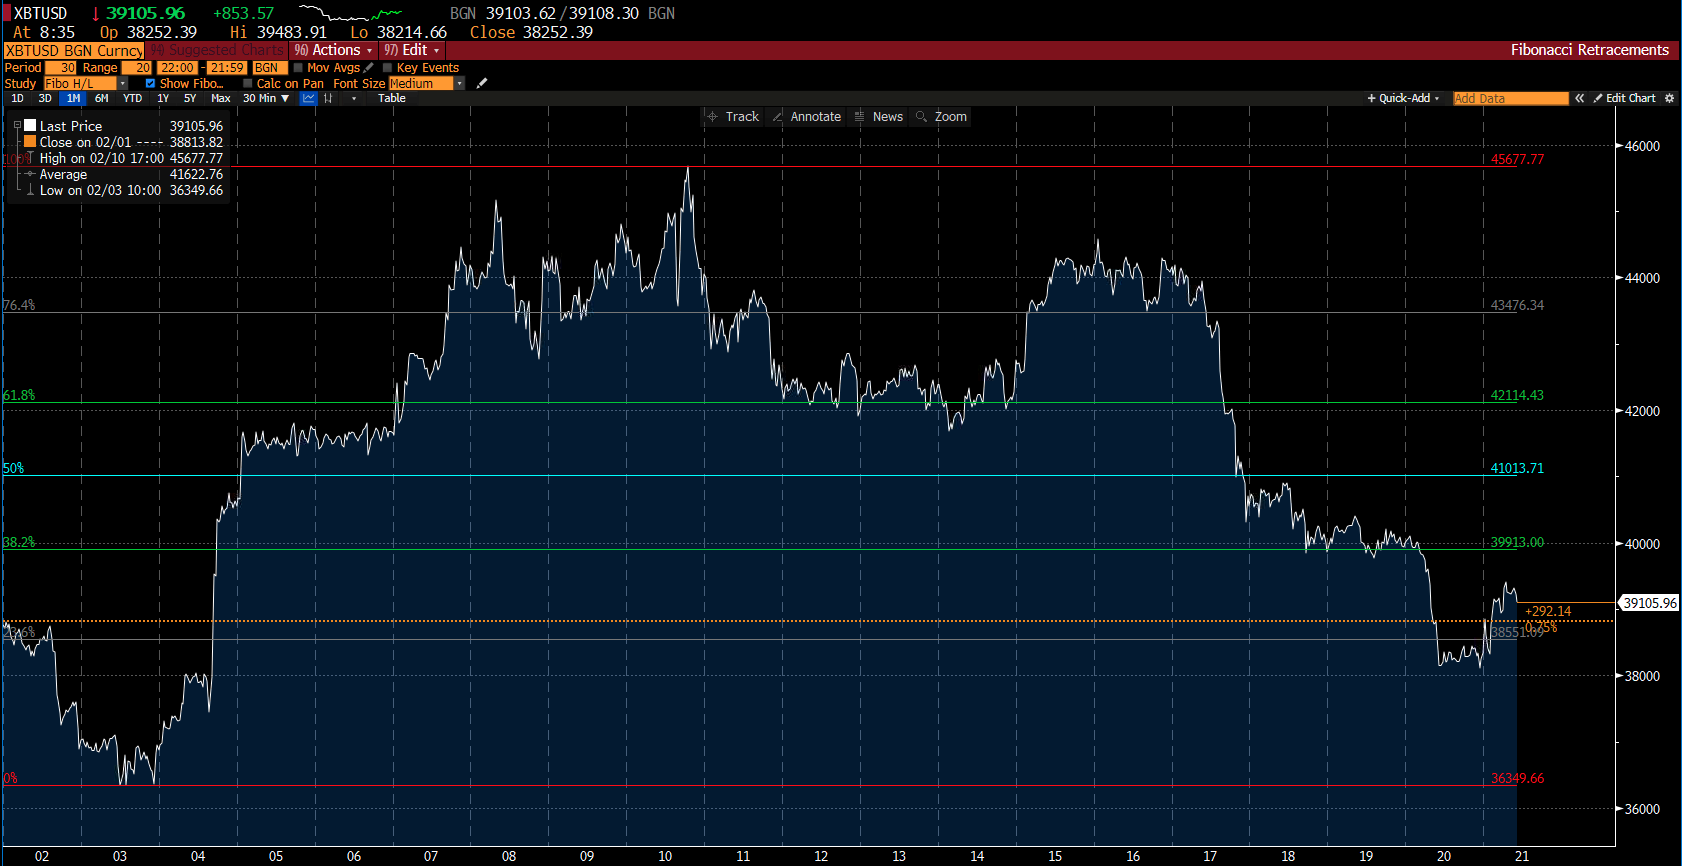 XBTUSD ↓ 39105.96 +853.57 BGN 39103.62/39108.30 BGN
At 8:35 Op 38252.39 Hi 39483.91 Lo 38214.66 Close 38252.39
XBTUSD BGN Curncy 94) Suggested Charts 96) Actions 97) Edit Fibonacci Retracements
Period 30 Range 20 22:00 - 21:59 BGN Mov Avgs Key Events
Study Fibo H/L Show Fibo... Calc on Pan Font Size Medium
1D 3D 1M 6M YTD 1Y 5Y Max 30 Min ▼ Table + Quick-Add Add Data « Edit Chart
Track Annotate News Zoom
Last Price 39105.96
Close on 02/01 ---- 38813.82
High on 02/10 17:00 45677.77
Average 41622.76
Low on 02/03 10:00 36349.66
46000
100% 45677.77
44000
76.4% 43476.34
61.8% 42114.43
42000
50% 41013.71
38.2% 39913.00
40000
39105.96
+292.14
0.75%
23.6% 38551.09
38000
0% 36349.66
36000
02 03 04 05 06 07 08 09 10 11 12 13 14 15 16 17 18 19 20 21